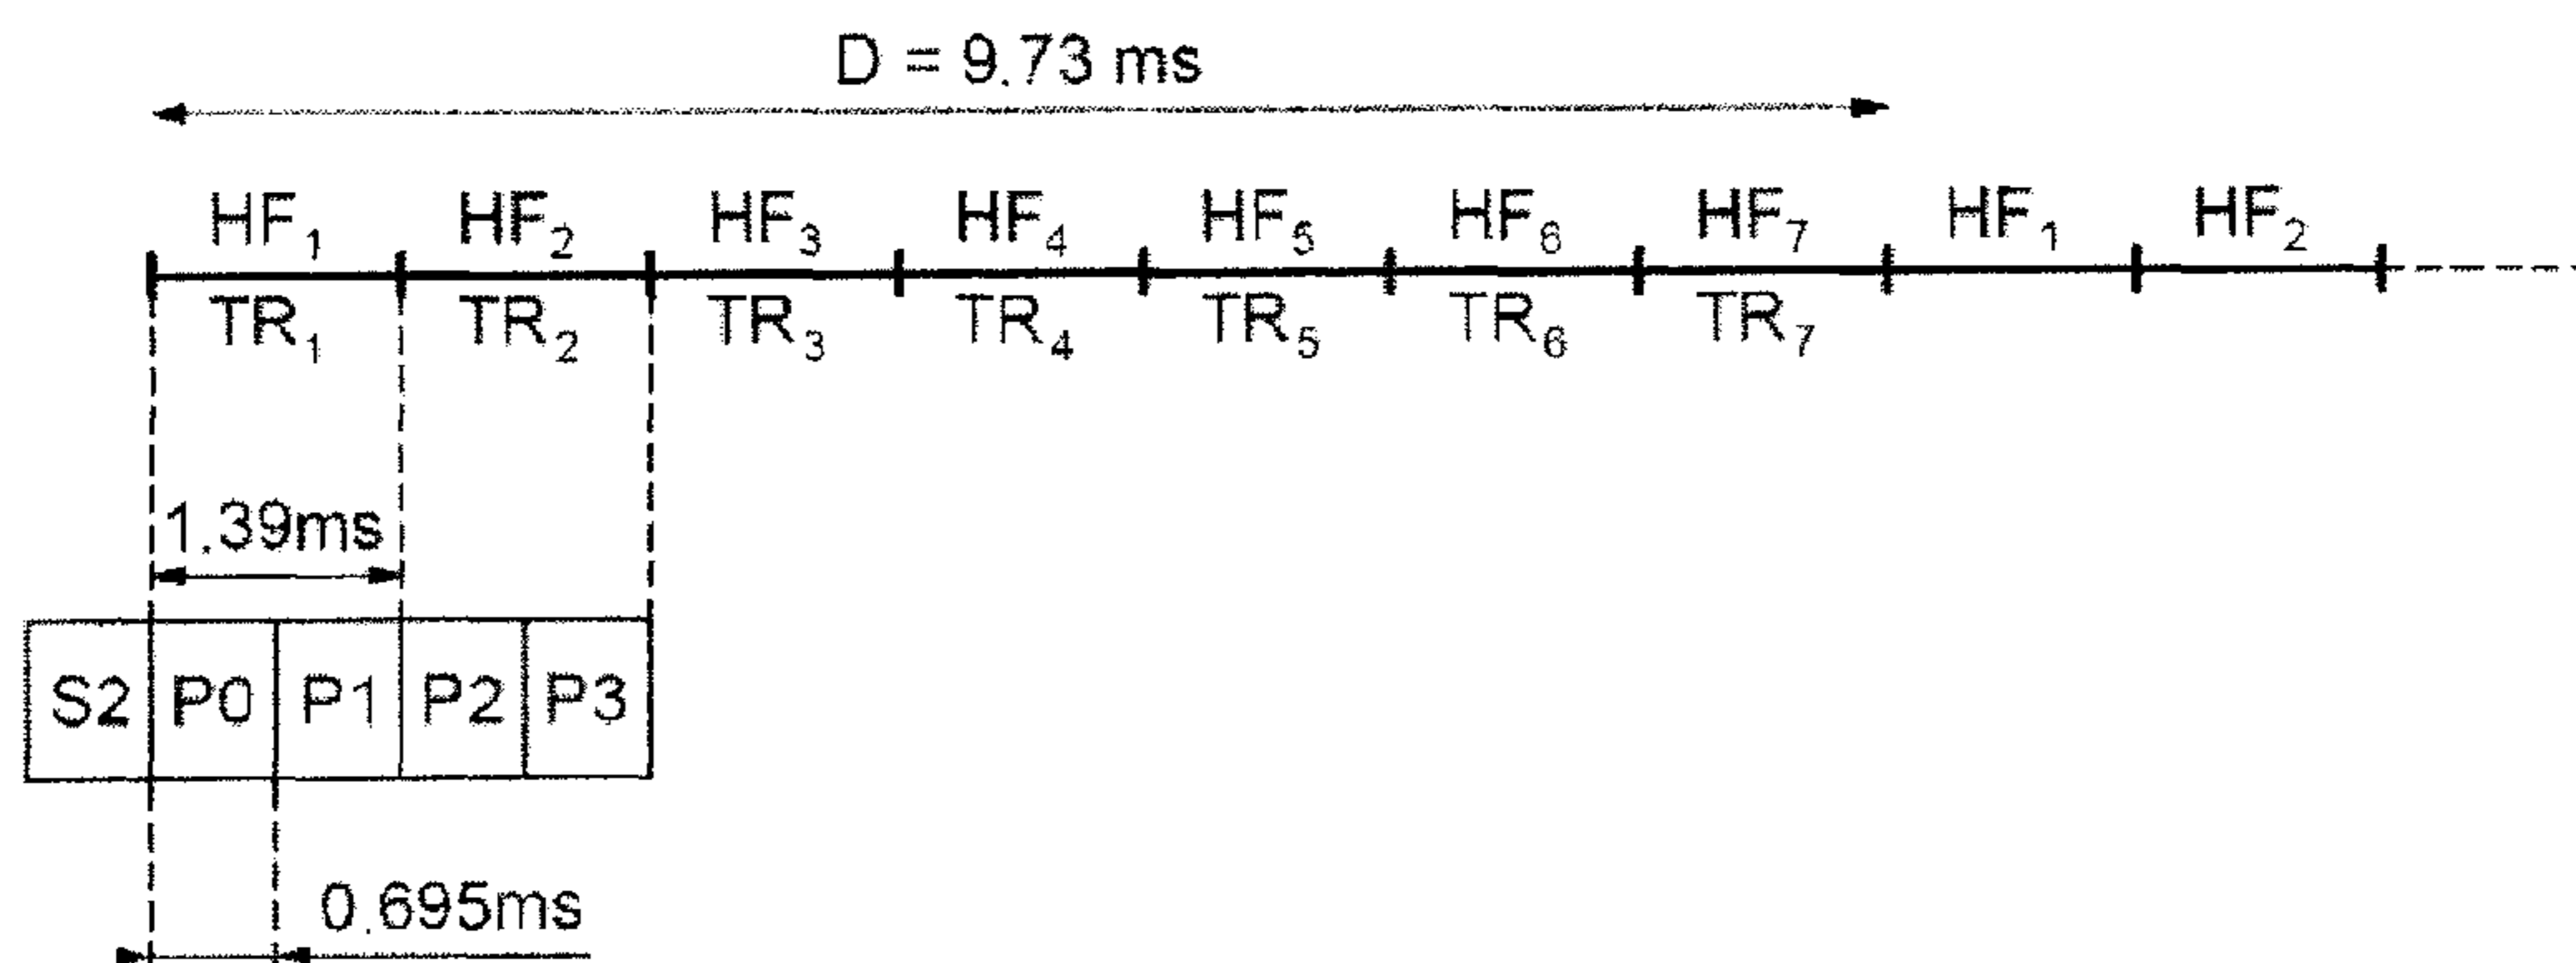 D = 9.73 ms
HF₁ HF₂ HF₃ HF₄ HF₅ HF₆ HF₇ HF₁ HF₂
TR₁ TR₂ TR₃ TR₄ TR₅ TR₆ TR₇
1.39ms
S2 P0 P1 P2 P3
0.695ms